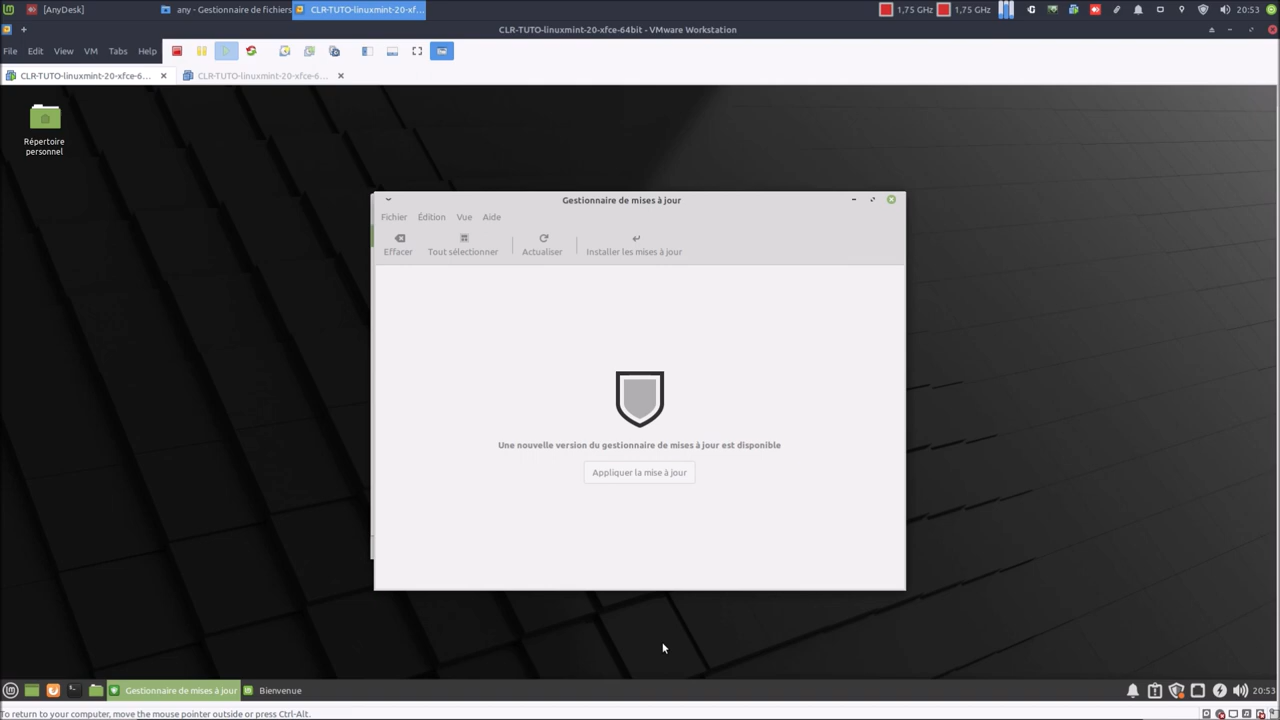 [AnyDesk]
any - Gestionnaire de fichiers
CLR-TUTO-linuxmint-20-xf...
1,75 GHz
1,75 GHz
20:53
CLR-TUTO-linuxmint-20-xfce-64bit - VMware Workstation
File Edit View VM Tabs Help
CLR-TUTO-linuxmint-20-xfce-6...
CLR-TUTO-linuxmint-20-xfce-6...
Répertoire
personnel
Gestionnaire de mises à jour
Fichier Édition Vue Aide
Effacer Tout sélectionner Actualiser Installer les mises à jour
Une nouvelle version du gestionnaire de mises à jour est disponible
Appliquer la mise à jour
Gestionnaire de mises à jour
Bienvenue
20:53
To return to your computer, move the mouse pointer outside or press Ctrl-Alt.